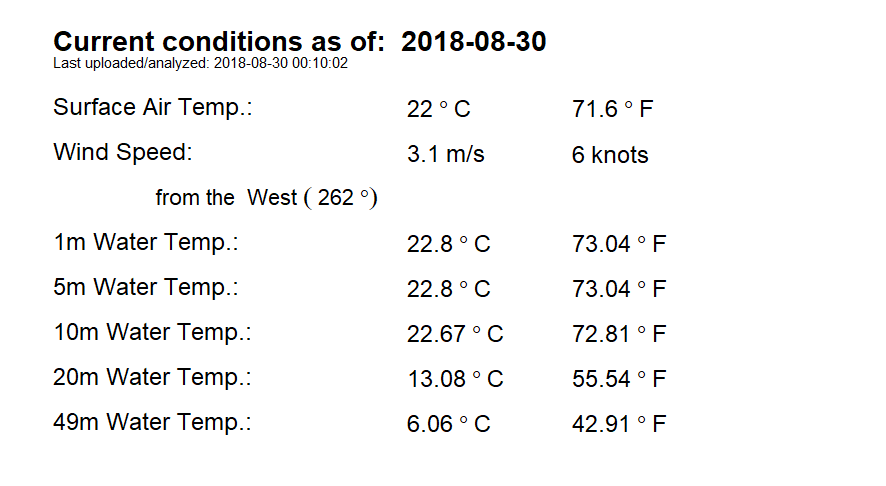 Current conditions as of: 2018-08-30
Last uploaded/analyzed: 2018-08-30 00:10:02
Surface Air Temp.: 22 ° C 71.6 ° F
Wind Speed: 3.1 m/s 6 knots
from the West ( 262 °)
1m Water Temp.: 22.8 ° C 73.04 ° F
5m Water Temp.: 22.8 ° C 73.04 ° F
10m Water Temp.: 22.67 ° C 72.81 ° F
20m Water Temp.: 13.08 ° C 55.54 ° F
49m Water Temp.: 6.06 ° C 42.91 ° F